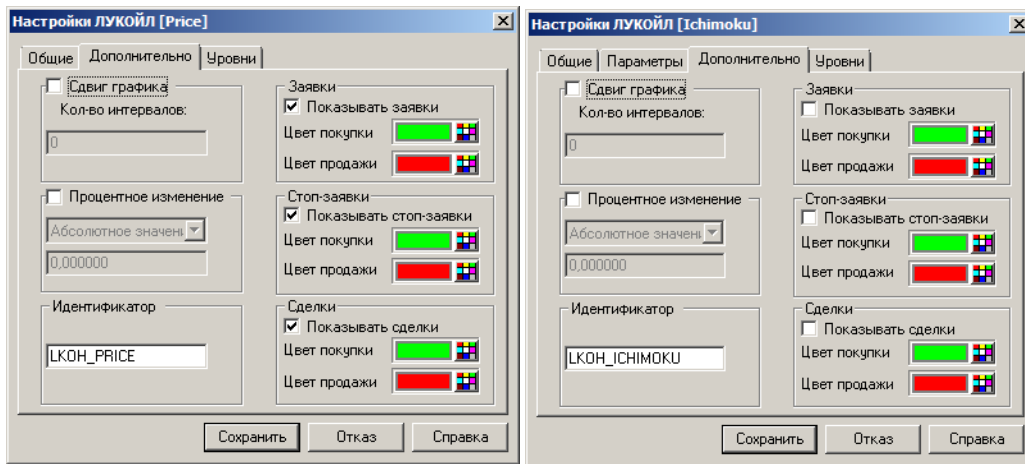 Настройки ЛУКОЙЛ [Price]
Общие Дополнительно Уровни
Сдвиг графика
Кол-во интервалов:
0
Процентное изменение
Абсолютное значени
0,000000
Идентификатор
LKOH_PRICE
Заявки
Показывать заявки
Цвет покупки
Цвет продажи
Стоп-заявки
Показывать стоп-заявки
Цвет покупки
Цвет продажи
Сделки
Показывать сделки
Цвет покупки
Цвет продажи
Сохранить Отказ Справка
Настройки ЛУКОЙЛ [Ichimoku]
Общие Параметры Дополнительно Уровни
Сдвиг графика
Кол-во интервалов:
0
Процентное изменение
Абсолютное значени
0,000000
Идентификатор
LKOH_ICHIMOKU
Заявки
Показывать заявки
Цвет покупки
Цвет продажи
Стоп-заявки
Показывать стоп-заявки
Цвет покупки
Цвет продажи
Сделки
Показывать сделки
Цвет покупки
Цвет продажи
Сохранить Отказ Справка